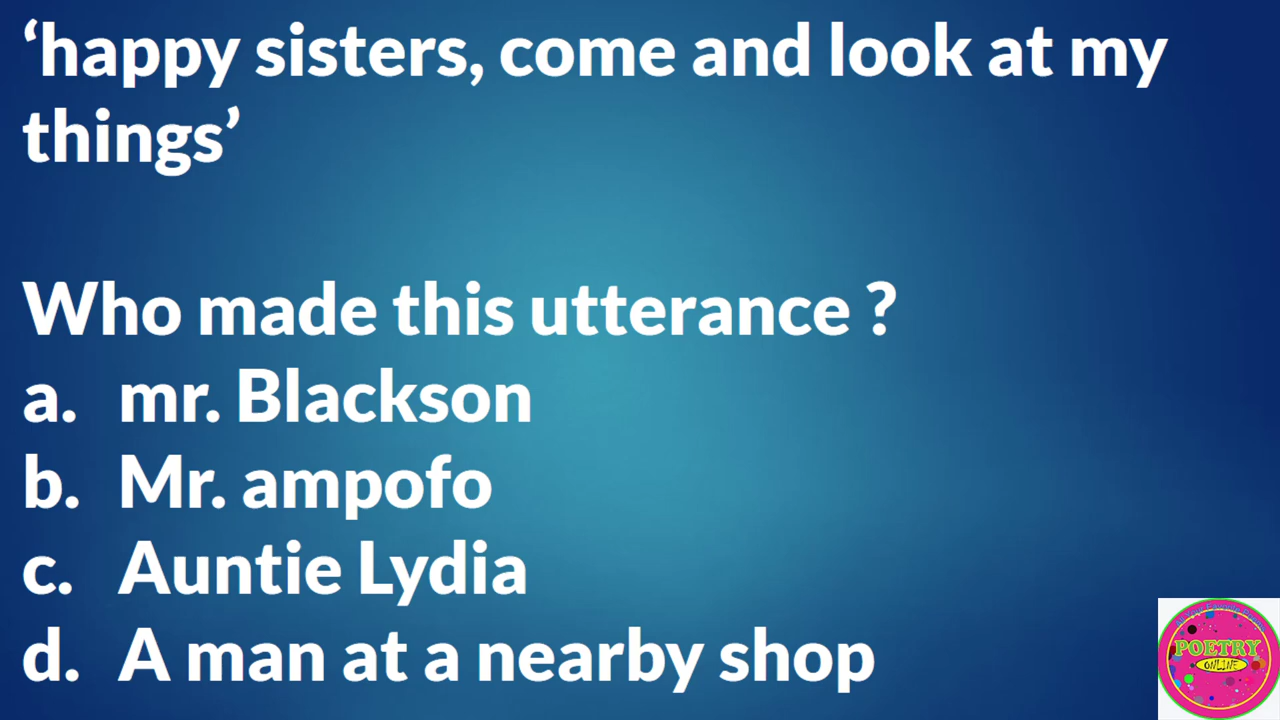 ‘happy sisters, come and look at my
things’
Who made this utterance ?
a. mr. Blackson
b. Mr. ampofo
c. Auntie Lydia
d. A man at a nearby shop
POETRY
ONLINE